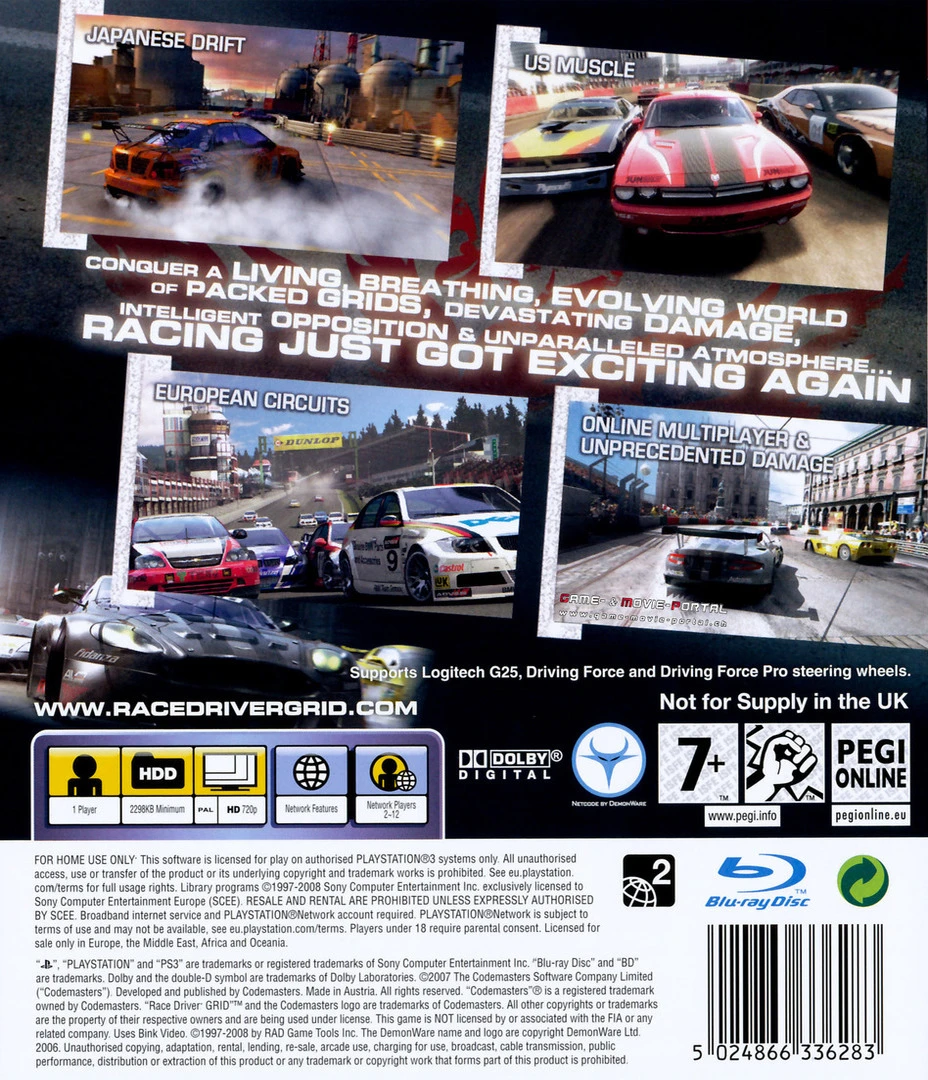 JAPANESE DRIFT
US MUSCLE
Plymouth
CONQUER A LIVING, BREATHING, EVOLVING WORLD
OF PACKED GRIDS, DEVASTATING DAMAGE,
INTELLIGENT OPPOSITION & UNPARALLELED ATMOSPHERE...
RACING JUST GOT EXCITING AGAIN
EUROPEAN CIRCUITS
DUNLOP
9
castrol
ONLINE MULTIPLAYER &
UNPRECEDENTED DAMAGE
GAME- & MOVIE-PORTAL
www.game-movie-portal.ch
fidanza
Supports Logitech G25, Driving Force and Driving Force Pro steering wheels.
WWW.RACEDRIVERGRID.COM
Not for Supply in the UK
HDD
1 Player
2298KB Minimum
PAL HD 720p
Network Features
Network Players
2-12
DOLBY®
DIGITAL
NETCODE BY DEMONWARE
7+
TM
TM
PEGI
ONLINE
www.pegi.info
pegionline.eu
FOR HOME USE ONLY· This software is licensed for play on authorised PLAYSTATION®3 systems only. All unauthorised
access, use or transfer of the product or its underlying copyright and trademark works is prohibited. See eu.playstation.
com/terms for full usage rights. Library programs ©1997-2008 Sony Computer Entertainment Inc. exclusively licensed to
Sony Computer Entertainment Europe (SCEE). RESALE AND RENTAL ARE PROHIBITED UNLESS EXPRESSLY AUTHORISED
BY SCEE. Broadband internet service and PLAYSTATION®Network account required. PLAYSTATION®Network is subject to
terms of use and may not be available, see eu.playstation.com/terms. Players under 18 require parental consent. Licensed for
sale only in Europe, the Middle East, Africa and Oceania.
2
TM
Blu-ray Disc
“ ”, “PLAYSTATION” and “PS3” are trademarks or registered trademarks of Sony Computer Entertainment Inc. “Blu-ray Disc” and “BD”
are trademarks. Dolby and the double-D symbol are trademarks of Dolby Laboratories. ©2007 The Codemasters Software Company Limited
(“Codemasters”). Developed and published by Codemasters. Made in Austria. All rights reserved. “Codemasters”® is a registered trademark
owned by Codemasters. “Race Driver· GRID”™ and the Codemasters logo are trademarks of Codemasters. All other copyrights or trademarks
are the property of their respective owners and are being used under license. This game is NOT licensed by or associated with the FIA or any
related company. Uses Bink Video. ©1997-2008 by RAD Game Tools Inc. The DemonWare name and logo are copyright DemonWare Ltd.
2006. Unauthorised copying, adaptation, rental, lending, re-sale, arcade use, charging for use, broadcast, cable transmission, public
performance, distribution or extraction of this product or any trademark or copyright work that forms part of this product is prohibited.
5 024866 336283